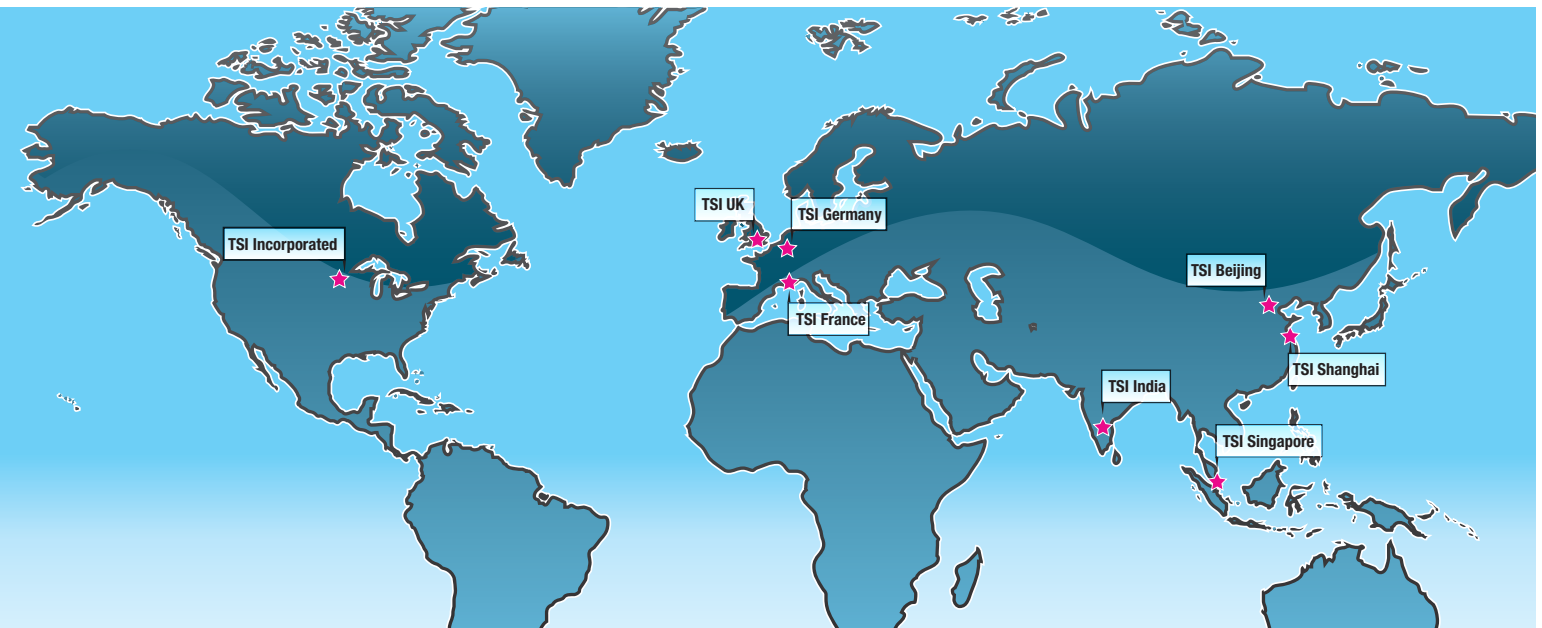 TSI UK
TSI Germany
TSI Incorporated
TSI Beijing
TSI France
TSI Shanghai
TSI India
TSI Singapore